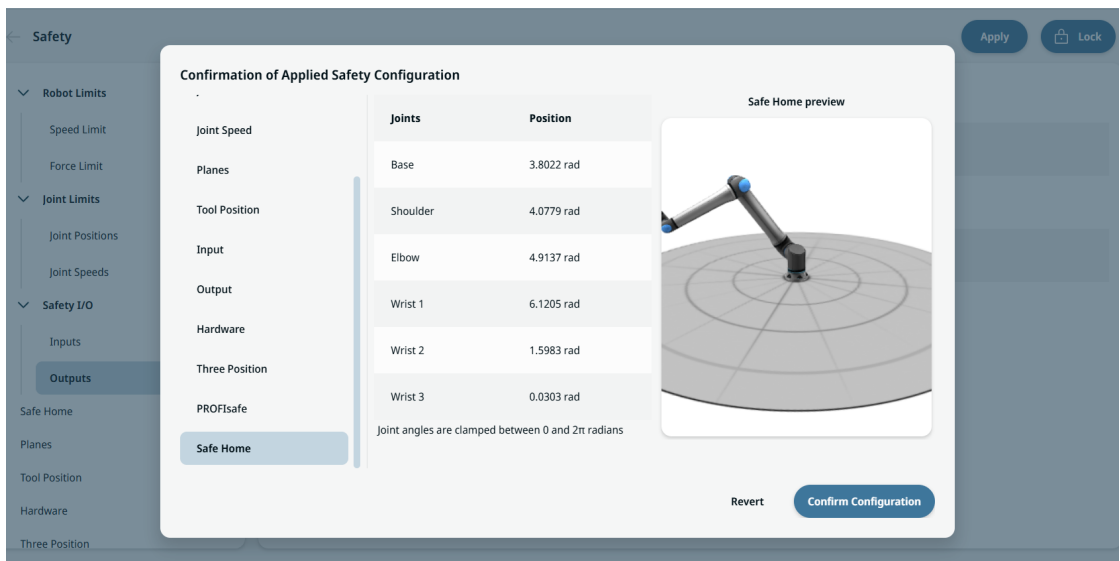 Safety
Apply
Lock
Robot Limits
Speed Limit
Force Limit
Joint Limits
Joint Positions
Joint Speeds
Safety I/O
Inputs
Outputs
Safe Home
Planes
Tool Position
Hardware
Three Position
Confirmation of Applied Safety Configuration
Joint Speed
Planes
Tool Position
Input
Output
Hardware
Three Position
PROFIsafe
Safe Home
Joints Position
Base 3.8022 rad
Shoulder 4.0779 rad
Elbow 4.9137 rad
Wrist 1 6.1205 rad
Wrist 2 1.5983 rad
Wrist 3 0.0303 rad
Joint angles are clamped between 0 and 2π radians
Safe Home preview
Revert
Confirm Configuration